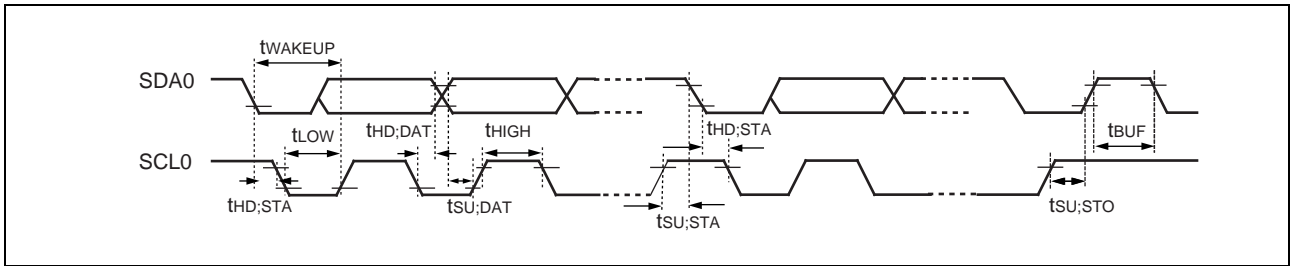 tWAKEUP
SDA0
tLOW
tHD;DAT
tHIGH
tHD;STA
tBUF
SCL0
tHD;STA
tSU;DAT
tSU;STA
tSU;STO